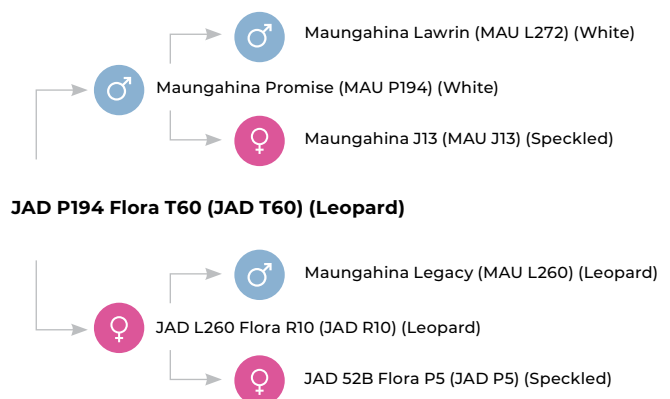 Maungahina Lawrin (MAU L272) (White)
Maungahina Promise (MAU P194) (White)
Maungahina J13 (MAU J13) (Speckled)
JAD P194 Flora T60 (JAD T60) (Leopard)
Maungahina Legacy (MAU L260) (Leopard)
JAD L260 Flora R10 (JAD R10) (Leopard)
JAD 52B Flora P5 (JAD P5) (Speckled)